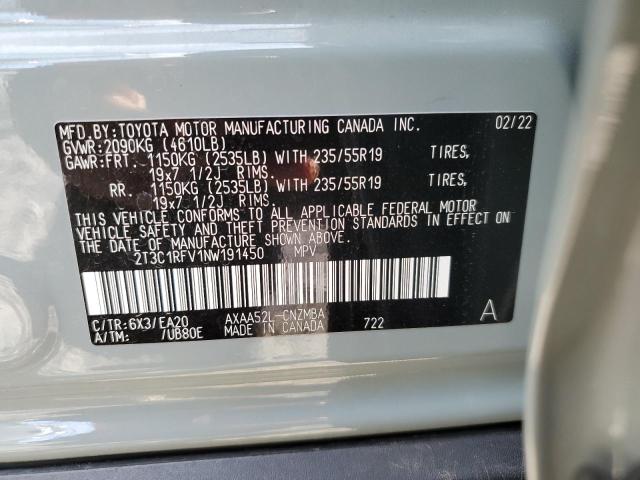 MFD.BY:TOYOTA MOTOR MANUFACTURING CANADA INC. 02/22
GVWR:2090KG (4610LB)
GAWR:FRT. 1150KG (2535LB) WITH 235/55R19 TIRES,
19x7 1/2J RIMS.
RR. 1150KG (2535LB) WITH 235/55R19 TIRES,
19x7 1/2J RIMS.
THIS VEHICLE CONFORMS TO ALL APPLICABLE FEDERAL MOTOR
VEHICLE SAFETY AND THEFT PREVENTION STANDARDS IN EFFECT ON
THE DATE OF MANUFACTURE SHOWN ABOVE.
2T3C1RFV1NW191450 MPV
C/TR:6X3/EA20 AXAA52L-CNZMBA A
A/TM: /UB80E MADE IN CANADA 722